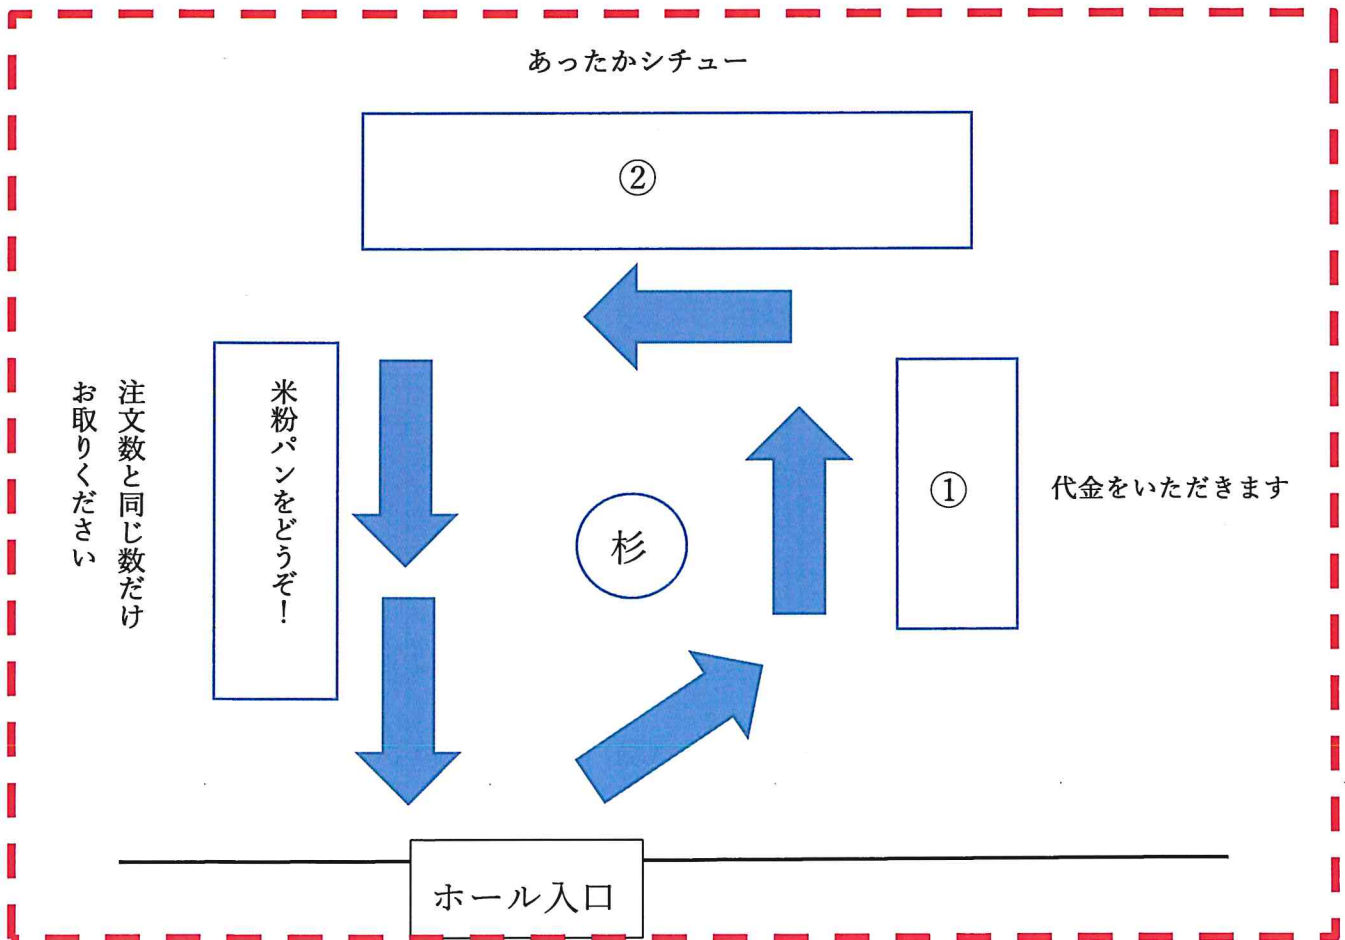 あったかシチュー
②
注文数と同じ数だけ
お取りください
米粉パンをどうぞ！
杉
①
代金をいただきます
ホール入口